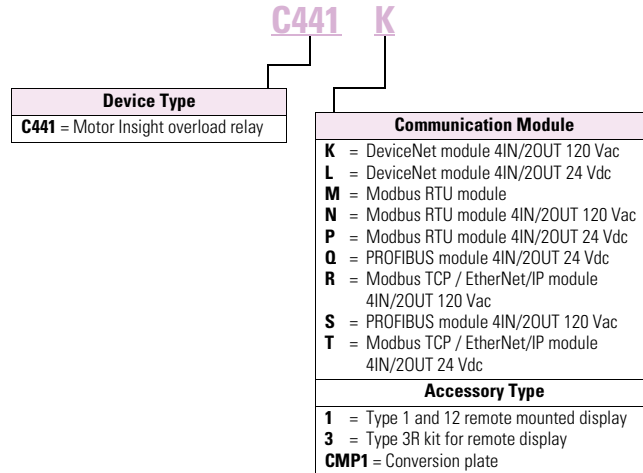 C441 K
Device Type
C441 = Motor Insight overload relay
Communication Module
K = DeviceNet module 4IN/2OUT 120 Vac
L = DeviceNet module 4IN/2OUT 24 Vdc
M = Modbus RTU module
N = Modbus RTU module 4IN/2OUT 120 Vac
P = Modbus RTU module 4IN/2OUT 24 Vdc
Q = PROFIBUS module 4IN/2OUT 24 Vdc
R = Modbus TCP / EtherNet/IP module
4IN/2OUT 120 Vac
S = PROFIBUS module 4IN/2OUT 120 Vac
T = Modbus TCP / EtherNet/IP module
4IN/2OUT 24 Vdc
Accessory Type
1 = Type 1 and 12 remote mounted display
3 = Type 3R kit for remote display
CMP1 = Conversion plate